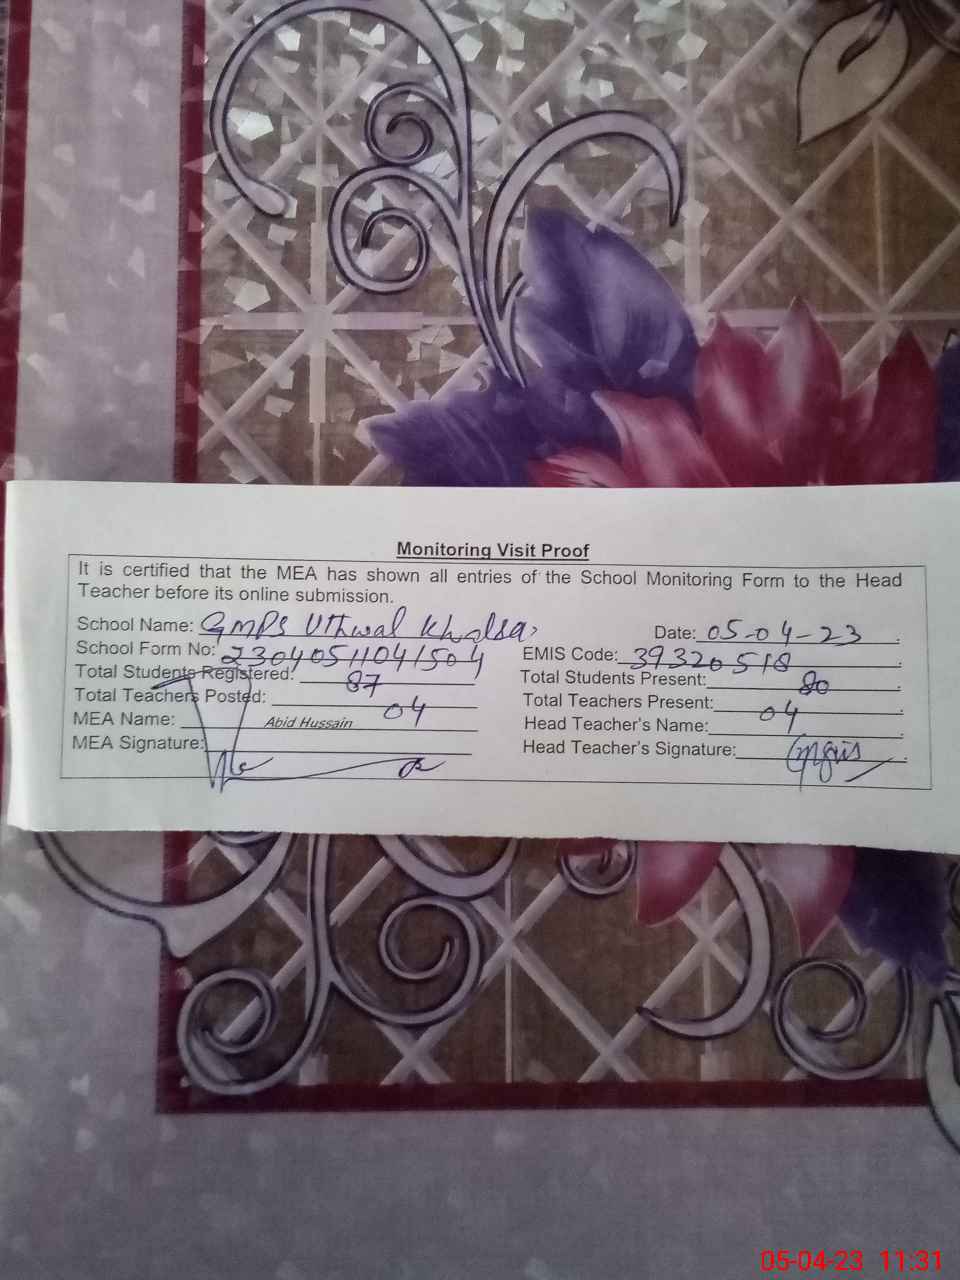 Monitoring Visit Proof
It is certified that the MEA has shown all entries of the School Monitoring Form to the Head
Teacher before its online submission.
School Name: GMPS Uthwal Khalsa Date: 05-04-23
School Form No: 23040511041504 EMIS Code: 39320518
Total Students Registered: 87 Total Students Present: 80
Total Teachers Posted: 04 Total Teachers Present: 04
MEA Name: Abid Hussain Head Teacher's Name:
MEA Signature: Head Teacher's Signature:
05-04-23 11:31